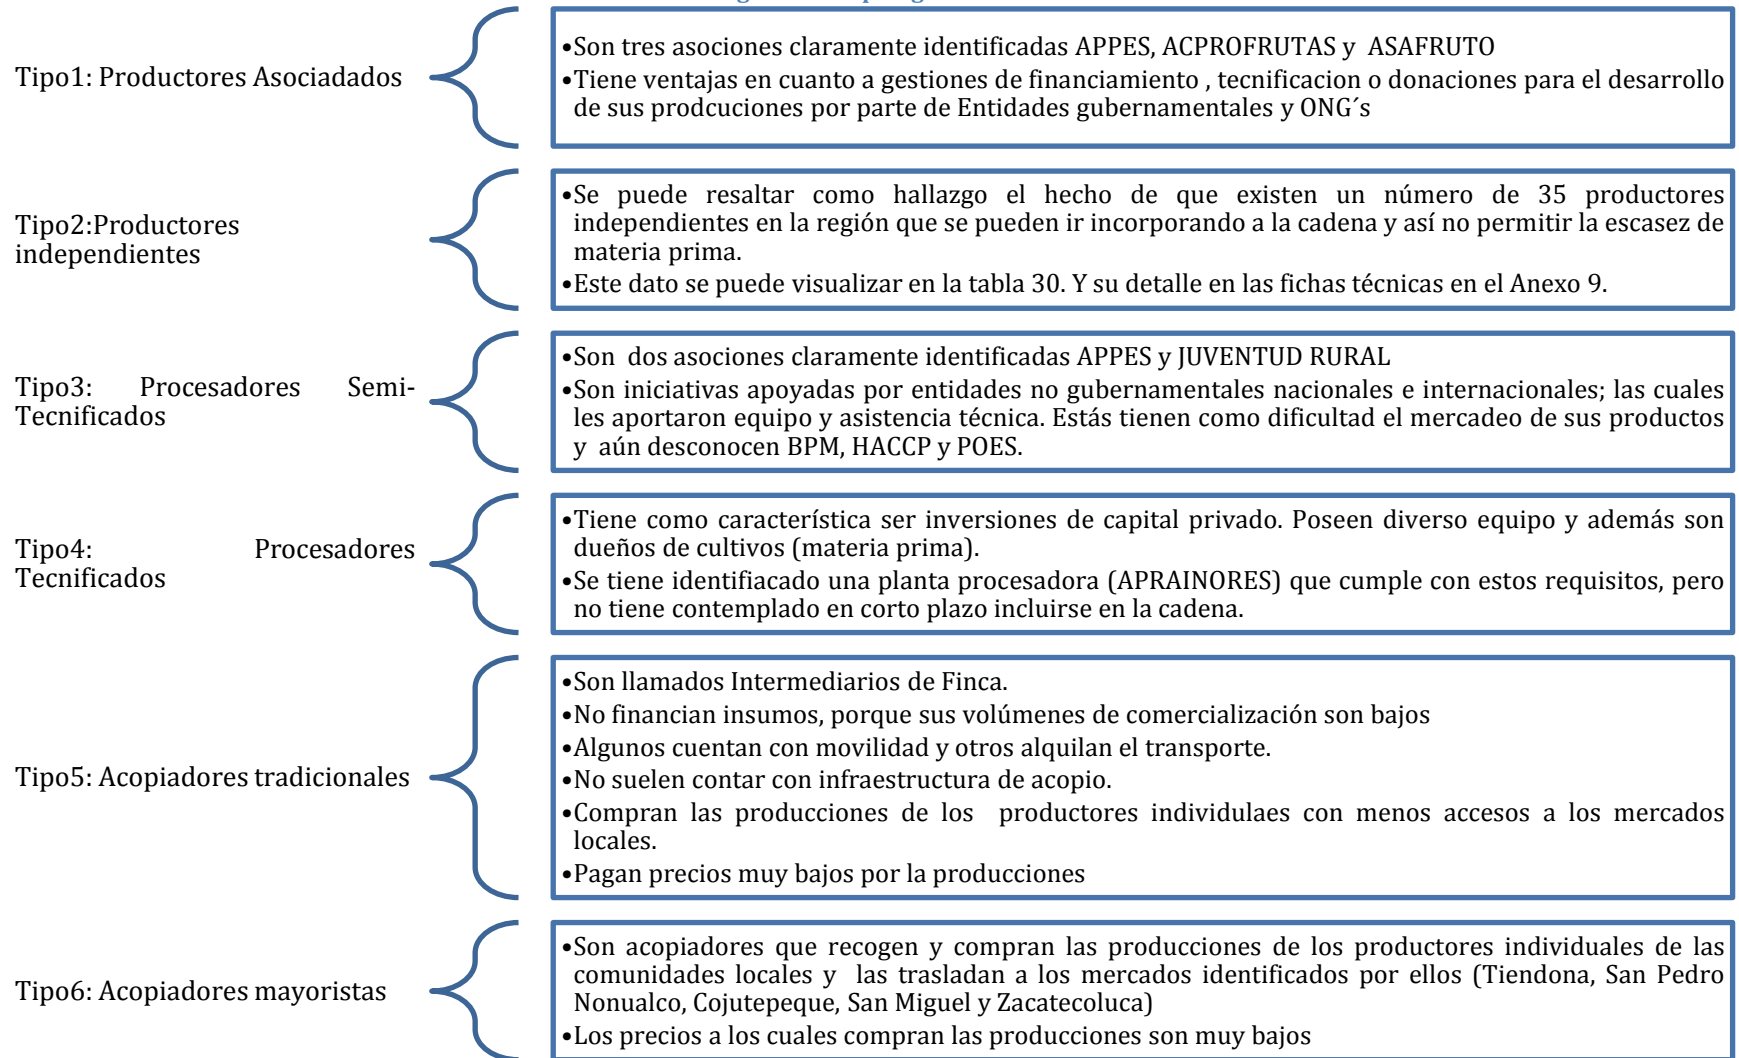 Tipo1: Productores Asociadados
•Son tres asociones claramente identificadas APPES, ACPROFRUTAS y ASAFRUTO
•Tiene ventajas en cuanto a gestiones de financiamiento , tecnificacion o donaciones para el desarrollo
de sus prodcuciones por parte de Entidades gubernamentales y ONG´s
Tipo2:Productores
independientes
•Se puede resaltar como hallazgo el hecho de que existen un número de 35 productores
independientes en la región que se pueden ir incorporando a la cadena y así no permitir la escasez de
materia prima.
•Este dato se puede visualizar en la tabla 30. Y su detalle en las fichas técnicas en el Anexo 9.
Tipo3: Procesadores Semi-
Tecnificados
•Son dos asociones claramente identificadas APPES y JUVENTUD RURAL
•Son iniciativas apoyadas por entidades no gubernamentales nacionales e internacionales; las cuales
les aportaron equipo y asistencia técnica. Estás tienen como dificultad el mercadeo de sus productos
y aún desconocen BPM, HACCP y POES.
Tipo4: Procesadores
Tecnificados
•Tiene como característica ser inversiones de capital privado. Poseen diverso equipo y además son
dueños de cultivos (materia prima).
•Se tiene identifiacado una planta procesadora (APRAINORES) que cumple con estos requisitos, pero
no tiene contemplado en corto plazo incluirse en la cadena.
Tipo5: Acopiadores tradicionales
•Son llamados Intermediarios de Finca.
•No financian insumos, porque sus volúmenes de comercialización son bajos
•Algunos cuentan con movilidad y otros alquilan el transporte.
•No suelen contar con infraestructura de acopio.
•Compran las producciones de los productores individulaes con menos accesos a los mercados
locales.
•Pagan precios muy bajos por la producciones
Tipo6: Acopiadores mayoristas
•Son acopiadores que recogen y compran las producciones de los productores individuales de las
comunidades locales y las trasladan a los mercados identificados por ellos (Tiendona, San Pedro
Nonualco, Cojutepeque, San Miguel y Zacatecoluca)
•Los precios a los cuales compran las producciones son muy bajos